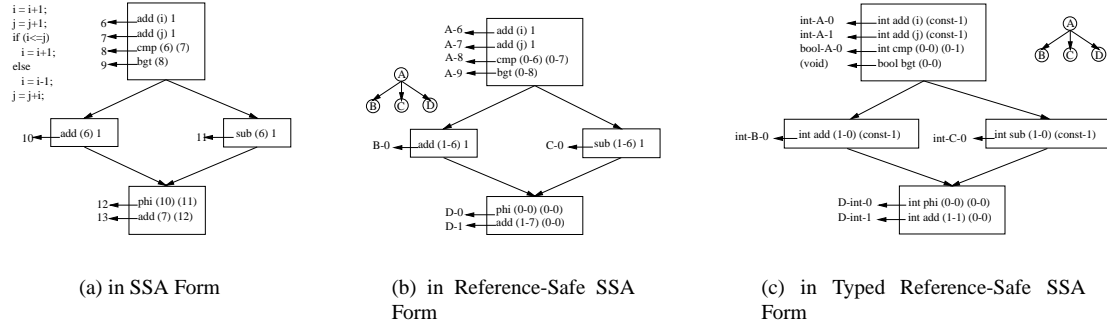 i = i+1;
j = j+1;
if (i<=j)
i = i+1;
else
i = i-1;
j = j+i;
6 add (i) 1
7 add (j) 1
8 cmp (6) (7)
9 bgt (8)
10 add (6) 1
11 sub (6) 1
12 phi (10) (11)
13 add (7) (12)
(a) in SSA Form
A-6 add (i) 1
A-7 add (j) 1
A-8 cmp (0-6) (0-7)
A-9 bgt (0-8)
A
B C D
B-0 add (1-6) 1
C-0 sub (1-6) 1
D-0 phi (0-0) (0-0)
D-1 add (1-7) (0-0)
(b) in Reference-Safe SSA
Form
int-A-0 int add (i) (const-1)
int-A-1 int add (j) (const-1)
bool-A-0 int cmp (0-0) (0-1)
(void) bool bgt (0-0)
A
B C D
int-B-0 int add (1-0) (const-1)
int-C-0 int sub (1-0) (const-1)
D-int-0 int phi (0-0) (0-0)
D-int-1 int add (1-1) (0-0)
(c) in Typed Reference-Safe SSA
Form